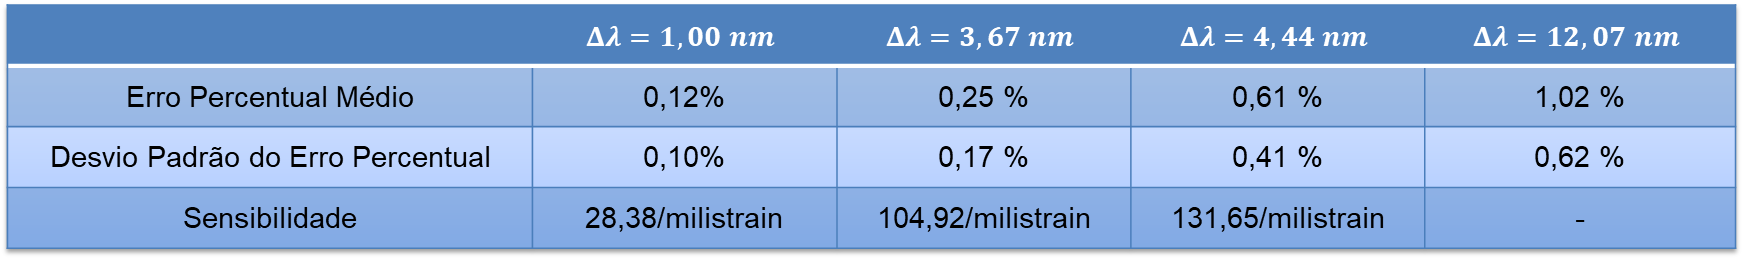 Δλ = 1,00 nm Δλ = 3,67 nm Δλ = 4,44 nm Δλ = 12,07 nm
Erro Percentual Médio 0,12% 0,25 % 0,61 % 1,02 %
Desvio Padrão do Erro Percentual 0,10% 0,17 % 0,41 % 0,62 %
Sensibilidade 28,38/milistrain 104,92/milistrain 131,65/milistrain -